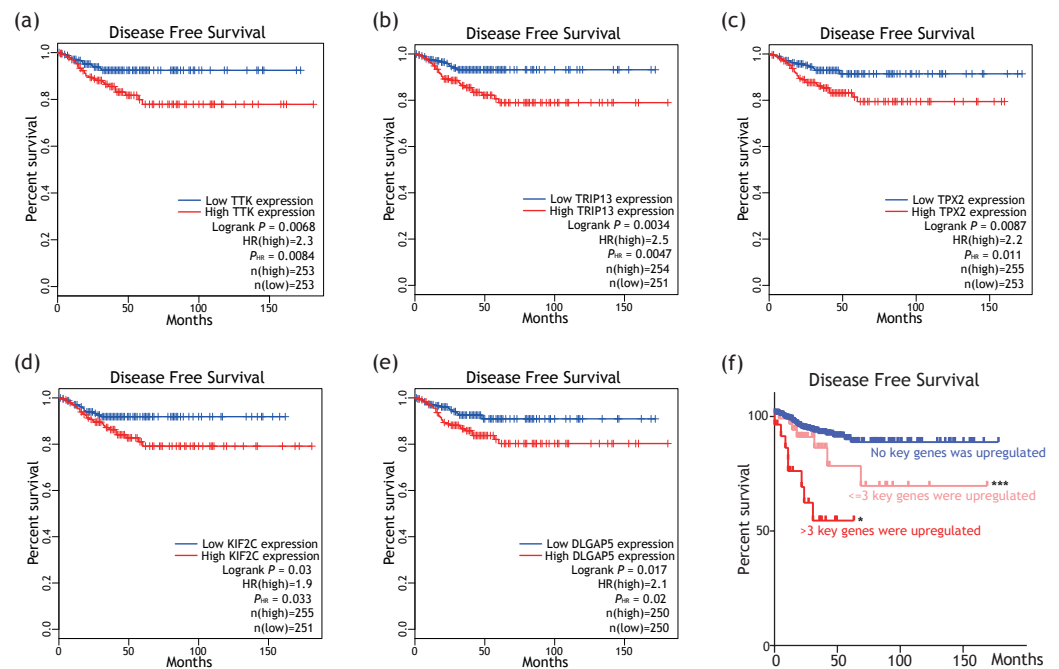 (a)
Disease Free Survival
Percent survival
1.0
0.8
0.6
0.4
0.2
0.0
Low TTK expression
High TTK expression
Logrank P = 0.0068
HR(high)=2.3
PHR = 0.0084
n(high)=253
n(low)=253
0 50 100 150
Months
(b)
Disease Free Survival
Percent survival
1.0
0.8
0.6
0.4
0.2
0.0
Low TRIP13 expression
High TRIP13 expression
Logrank P = 0.0034
HR(high)=2.5
PHR = 0.0047
n(high)=254
n(low)=251
0 50 100 150
Months
(c)
Disease Free Survival
Percent survival
1.0
0.8
0.6
0.4
0.2
0.0
Low TPX2 expression
High TPX2 expression
Logrank P = 0.0087
HR(high)=2.2
PHR = 0.011
n(high)=255
n(low)=253
0 50 100 150
Months
(d)
Disease Free Survival
Percent survival
1.0
0.8
0.6
0.4
0.2
0.0
Low KIF2C expression
High KIF2C expression
Logrank P = 0.03
HR(high)=1.9
PHR = 0.033
n(high)=255
n(low)=251
0 50 100 150
Months
(e)
Disease Free Survival
Percent survival
1.0
0.8
0.6
0.4
0.2
0.0
Low DLGAP5 expression
High DLGAP5 expression
Logrank P = 0.017
HR(high)=2.1
PHR = 0.02
n(high)=250
n(low)=250
0 50 100 150
Months
(f)
Disease Free Survival
Percent survival
100
50
0
No key genes was upregulated
***
<=3 key genes were upregulated
*
>3 key genes were upregulated
0 50 100 150 Months